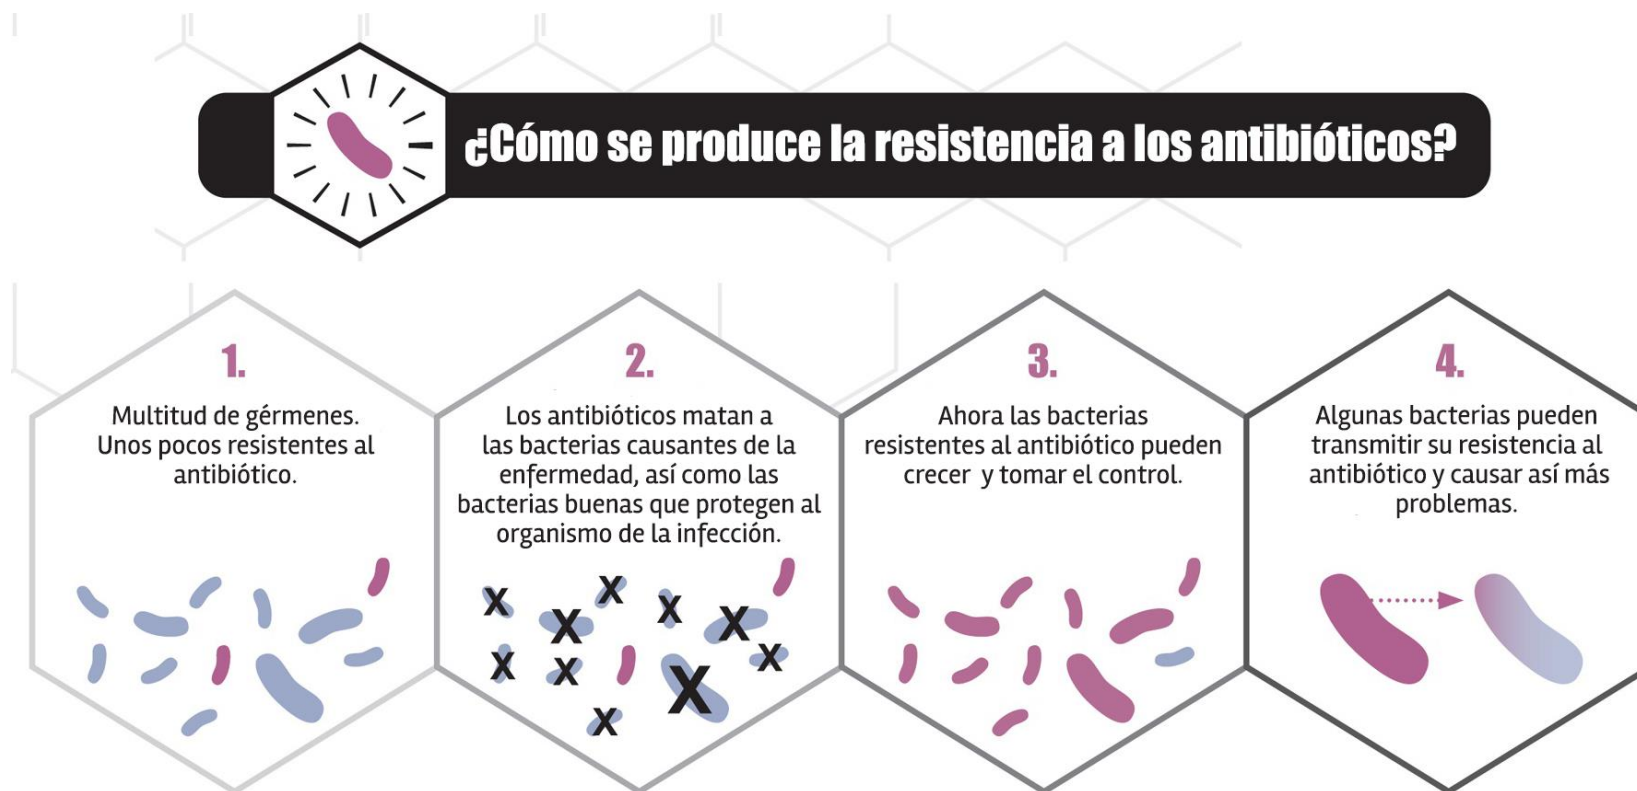 ¿Cómo se produce la resistencia a los antibióticos?
1.
Multitud de gérmenes.
Unos pocos resistentes al
antibiótico.
2.
Los antibióticos matan a
las bacterias causantes de la
enfermedad, así como las
bacterias buenas que protegen al
organismo de la infección.
X
X
X
X
X
X
X
X
X
X
3.
Ahora las bacterias
resistentes al antibiótico pueden
crecer y tomar el control.
4.
Algunas bacterias pueden
transmitir su resistencia al
antibiótico y causar así más
problemas.